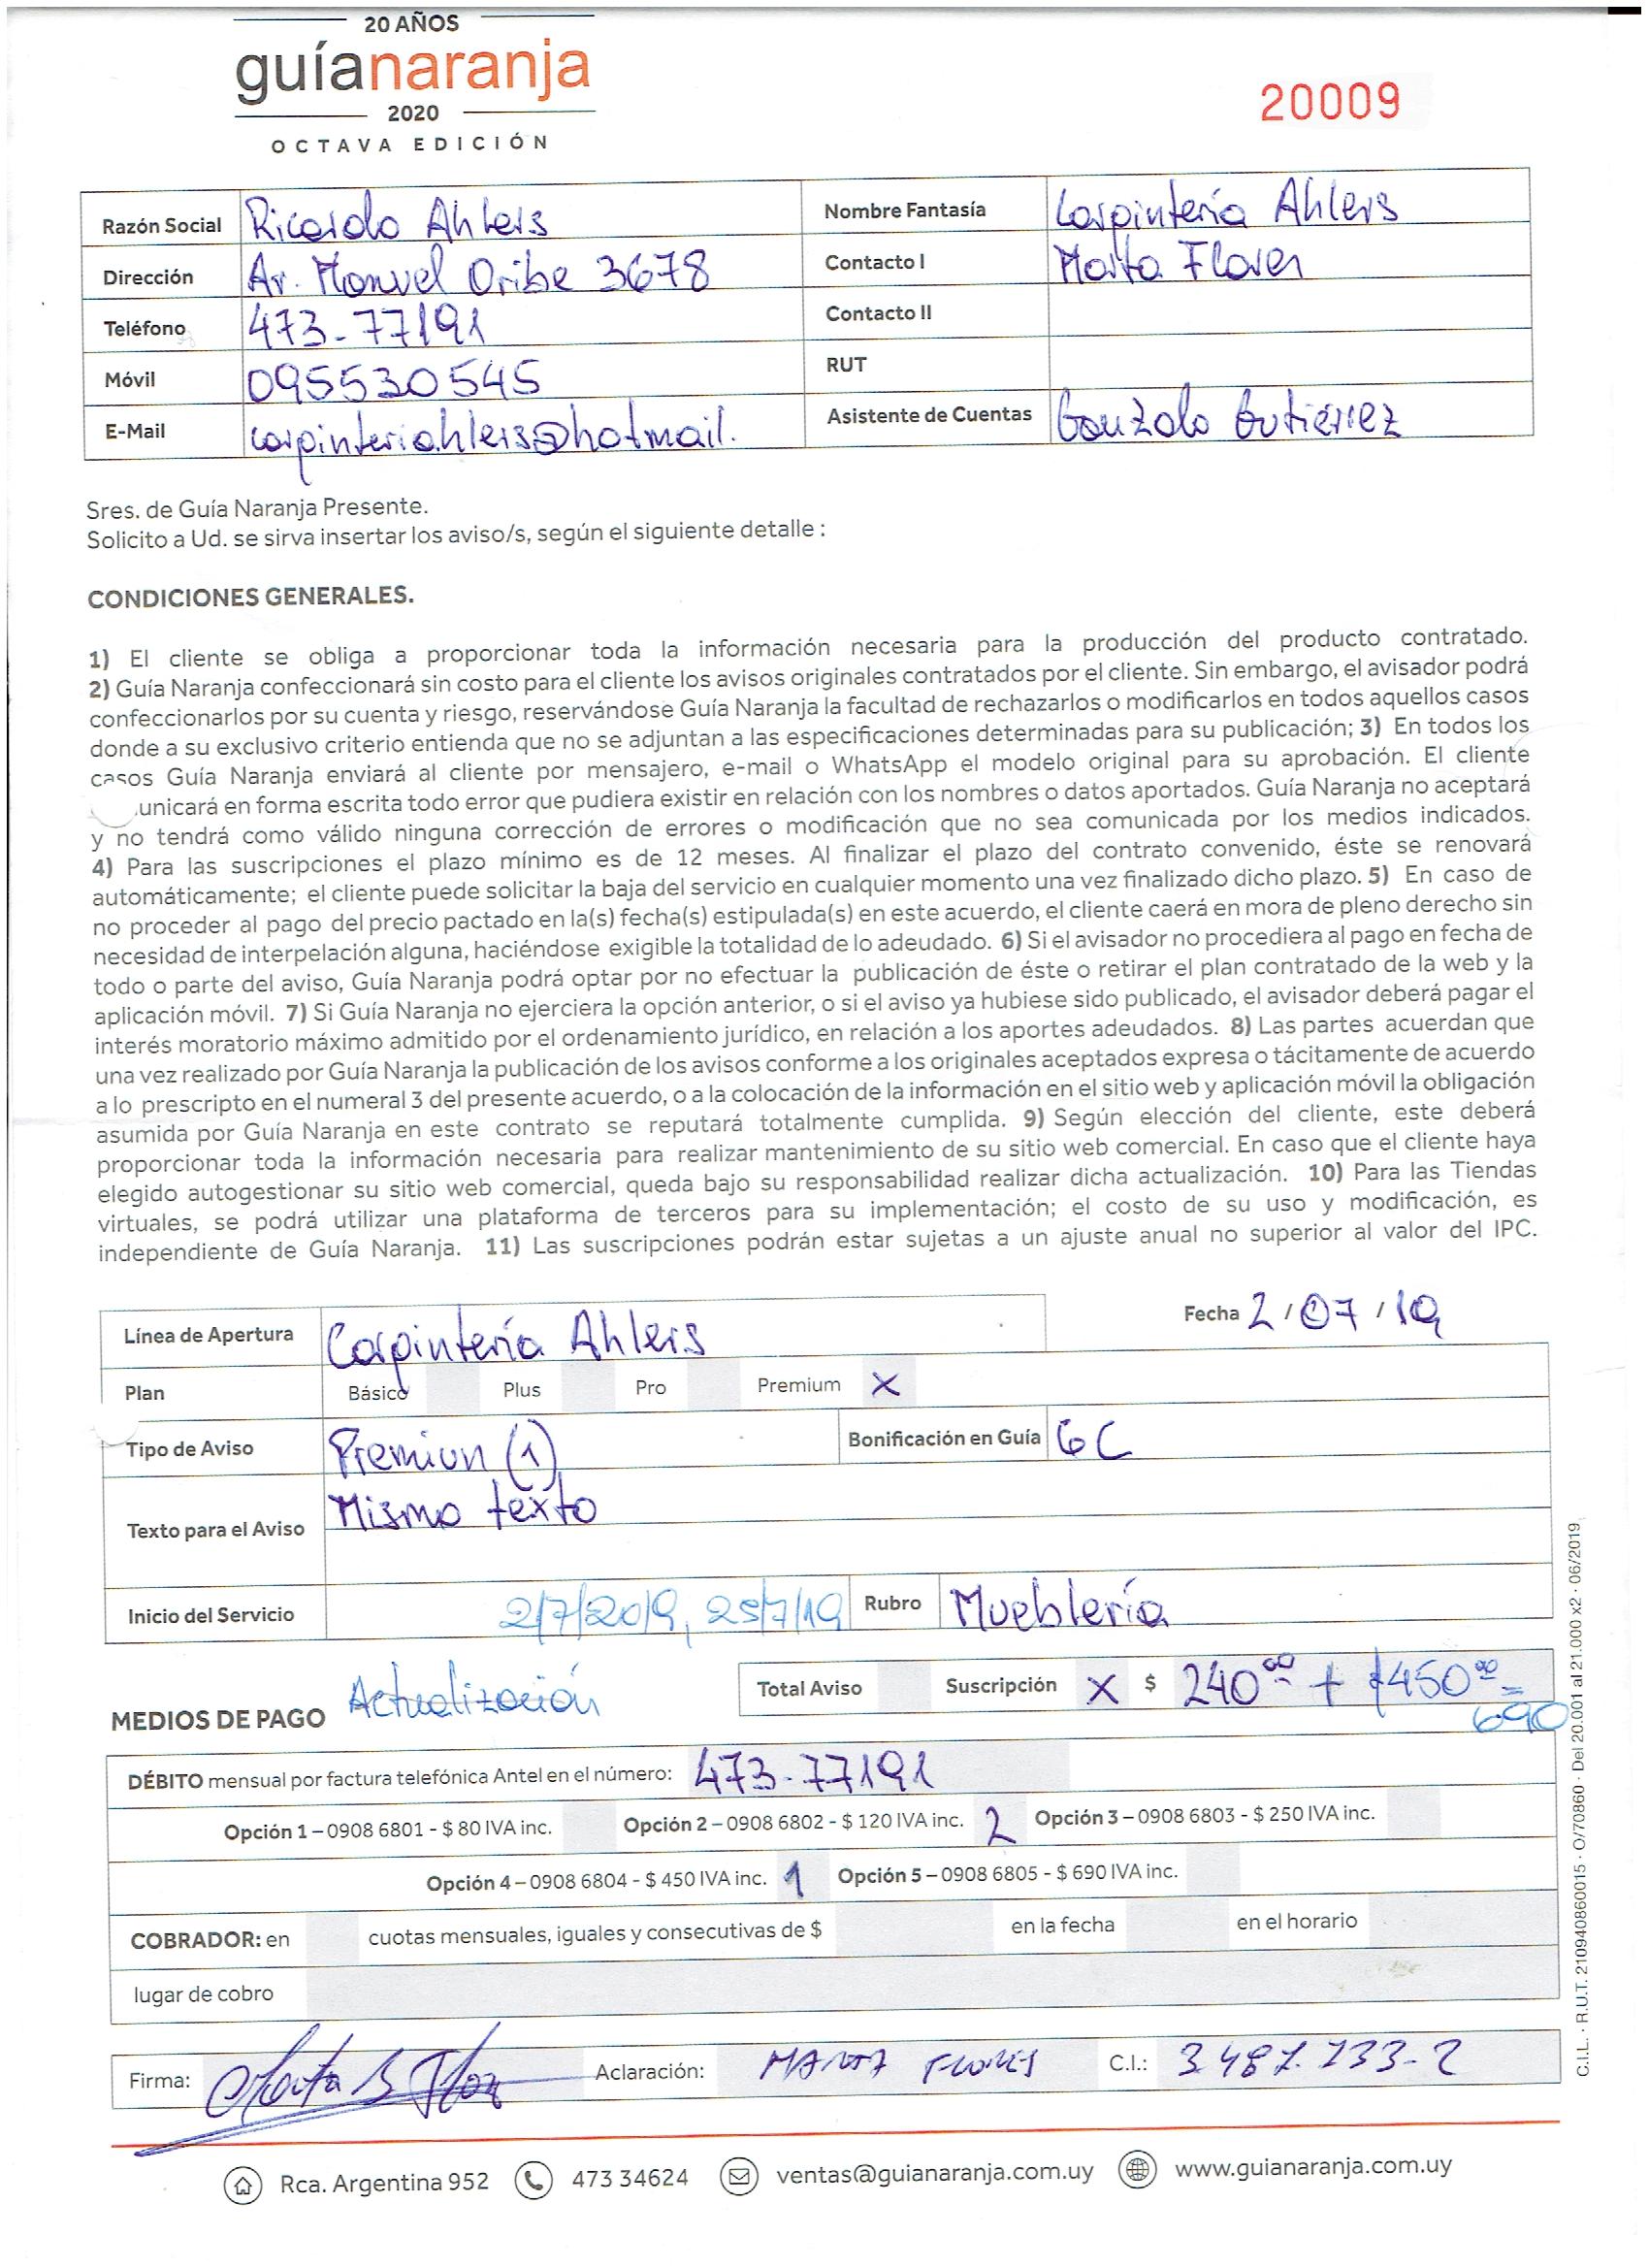 20 AÑOS
guíanaranja
2020
OCTAVA EDICIÓN
20009
Razón Social Ricardo Ahlers Nombre Fantasía Carpintería Ahlers
Dirección Av. Manuel Oribe 3678 Contacto I Marta Flores
Teléfono 473-77191 Contacto II
Móvil 095530545 RUT
E-Mail carpinteriahlers@hotmail. Asistente de Cuentas Gonzalo Gutiérrez
Sres. de Guía Naranja Presente.
Solicito a Ud. se sirva insertar los aviso/s, según el siguiente detalle :
CONDICIONES GENERALES.
1) El cliente se obliga a proporcionar toda la información necesaria para la producción del producto contratado.
2) Guía Naranja confeccionará sin costo para el cliente los avisos originales contratados por el cliente. Sin embargo, el avisador podrá
confeccionarlos por su cuenta y riesgo, reservándose Guía Naranja la facultad de rechazarlos o modificarlos en todos aquellos casos
donde a su exclusivo criterio entienda que no se adjuntan a las especificaciones determinadas para su publicación; 3) En todos los
casos Guía Naranja enviará al cliente por mensajero, e-mail o WhatsApp el modelo original para su aprobación. El cliente
unicará en forma escrita todo error que pudiera existir en relación con los nombres o datos aportados. Guía Naranja no aceptará
y no tendrá como válido ninguna corrección de errores o modificación que no sea comunicada por los medios indicados.
4) Para las suscripciones el plazo mínimo es de 12 meses. Al finalizar el plazo del contrato convenido, éste se renovará
automáticamente; el cliente puede solicitar la baja del servicio en cualquier momento una vez finalizado dicho plazo. 5) En caso de
no proceder al pago del precio pactado en la(s) fecha(s) estipulada(s) en este acuerdo, el cliente caerá en mora de pleno derecho sin
necesidad de interpelación alguna, haciéndose exigible la totalidad de lo adeudado. 6) Si el avisador no procediera al pago en fecha de
todo o parte del aviso, Guía Naranja podrá optar por no efectuar la publicación de éste o retirar el plan contratado de la web y la
aplicación móvil. 7) Si Guía Naranja no ejerciera la opción anterior, o si el aviso ya hubiese sido publicado, el avisador deberá pagar el
interés moratorio máximo admitido por el ordenamiento jurídico, en relación a los aportes adeudados. 8) Las partes acuerdan que
una vez realizado por Guía Naranja la publicación de los avisos conforme a los originales aceptados expresa o tácitamente de acuerdo
a lo prescripto en el numeral 3 del presente acuerdo, o a la colocación de la información en el sitio web y aplicación móvil la obligación
asumida por Guía Naranja en este contrato se reputará totalmente cumplida. 9) Según elección del cliente, este deberá
proporcionar toda la información necesaria para realizar mantenimiento de su sitio web comercial. En caso que el cliente haya
elegido autogestionar su sitio web comercial, queda bajo su responsabilidad realizar dicha actualización. 10) Para las Tiendas
virtuales, se podrá utilizar una plataforma de terceros para su implementación; el costo de su uso y modificación, es
independiente de Guía Naranja. 11) Las suscripciones podrán estar sujetas a un ajuste anual no superior al valor del IPC.
Línea de Apertura Carpintería Ahlers Fecha 2/07/19
Plan Básico Plus Pro Premium X
Tipo de Aviso Premiun (1) Bonificación en Guía 6C
Texto para el Aviso Mismo texto
Inicio del Servicio 2/7/2019, 25/7/19 Rubro Mueblería
Actualización Total Aviso Suscripción X $ 240⁰⁰ + $450⁰⁰ =
690
MEDIOS DE PAGO
DÉBITO mensual por factura telefónica Antel en el número: 473-77191
Opción 1 – 0908 6801 - $ 80 IVA inc. Opción 2 – 0908 6802 - $ 120 IVA inc. 2 Opción 3 – 0908 6803 - $ 250 IVA inc.
Opción 4 – 0908 6804 - $ 450 IVA inc. 1 Opción 5 – 0908 6805 - $ 690 IVA inc.
COBRADOR: en cuotas mensuales, iguales y consecutivas de $ en la fecha en el horario
lugar de cobro
Firma: Marta B Flores Aclaración: MARTA FLORES C.I.: 3487.133-2
C.I.L. · R.U.T. 210940860015 · O/70860 · Del 20.001 al 21.000 x2 · 06/2019
Rca. Argentina 952 473 34624 ventas@guianaranja.com.uy www.guianaranja.com.uy